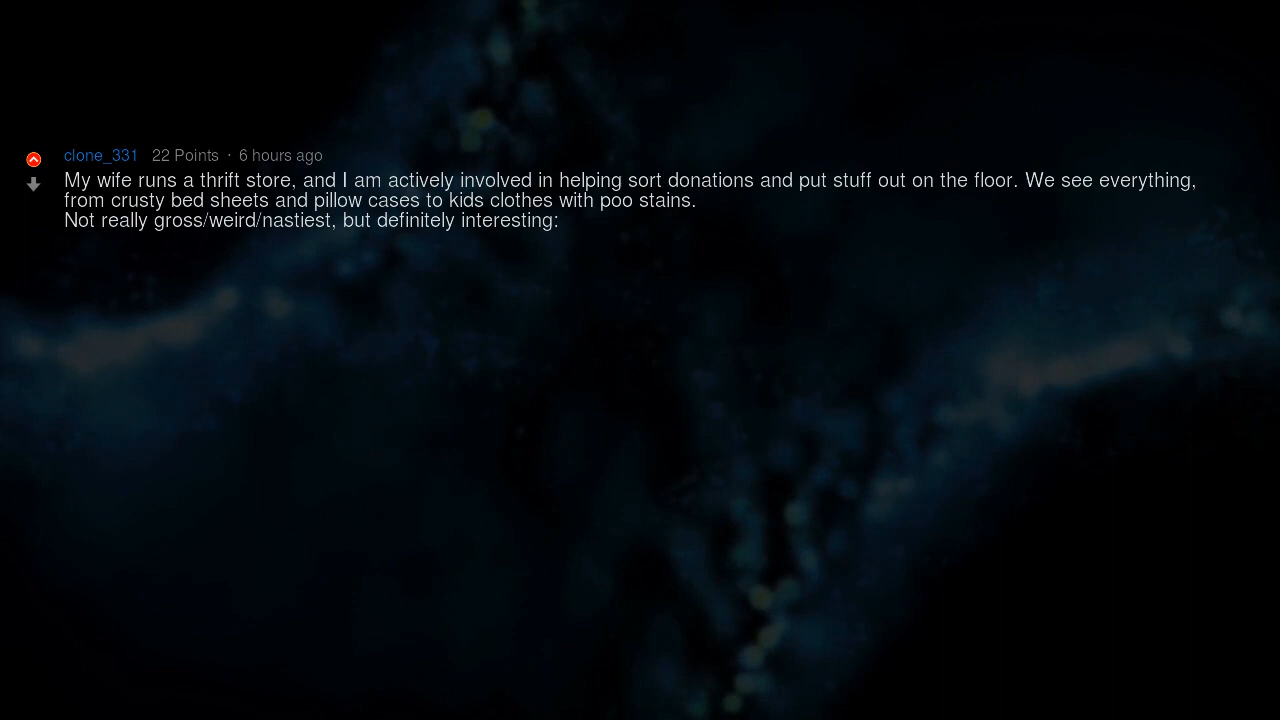 clone_331 22 Points · 6 hours ago
My wife runs a thrift store, and I am actively involved in helping sort donations and put stuff out on the floor. We see everything,
from crusty bed sheets and pillow cases to kids clothes with poo stains.
Not really gross/weird/nastiest, but definitely interesting: